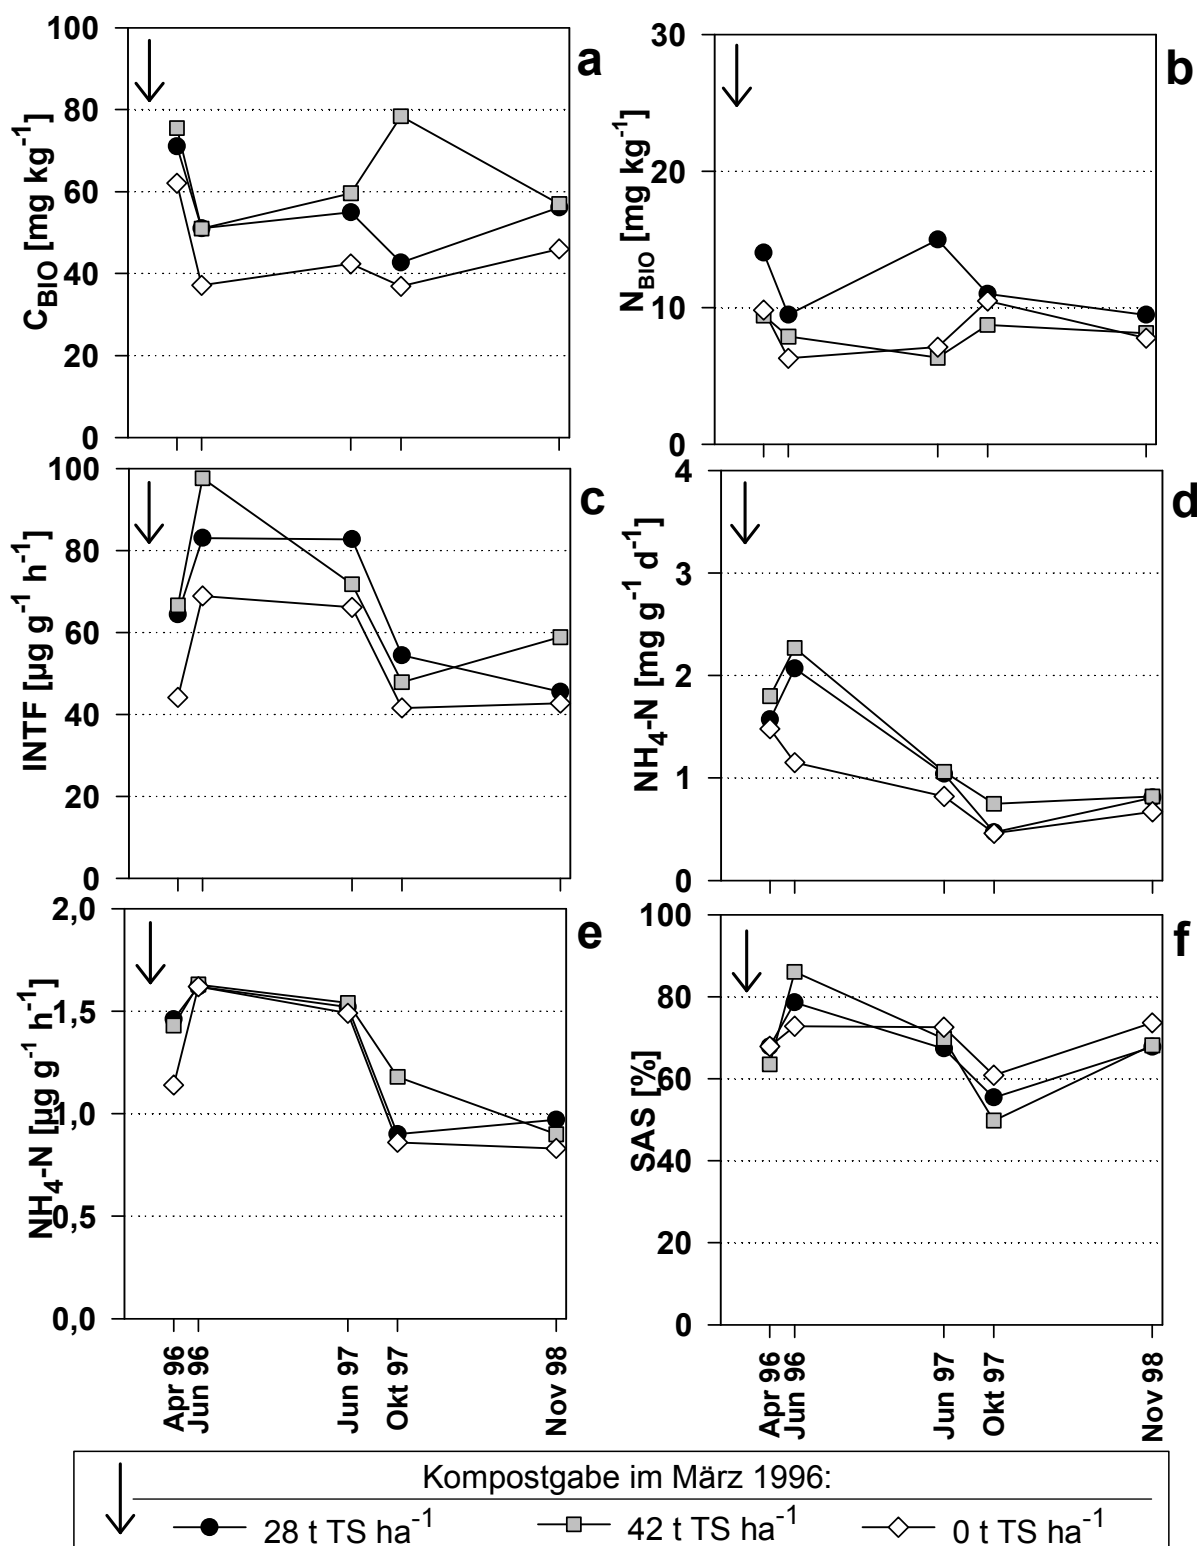 a
C_BIO [mg kg⁻¹]
100
80
60
40
20
0
b
N_BIO [mg kg⁻¹]
30
20
10
0
c
INTF [µg g⁻¹ h⁻¹]
100
80
60
40
20
0
d
NH₄-N [mg g⁻¹ d⁻¹]
4
3
2
1
0
e
NH₄-N [µg g⁻¹ h⁻¹]
2,0
1,5
1,0
0,5
0,0
Apr 96
Jun 96
Jun 97
Okt 97
Nov 98
f
SAS [%]
100
80
60
40
20
0
Apr 96
Jun 96
Jun 97
Okt 97
Nov 98
Kompostgabe im März 1996:
28 t TS ha⁻¹
42 t TS ha⁻¹
0 t TS ha⁻¹